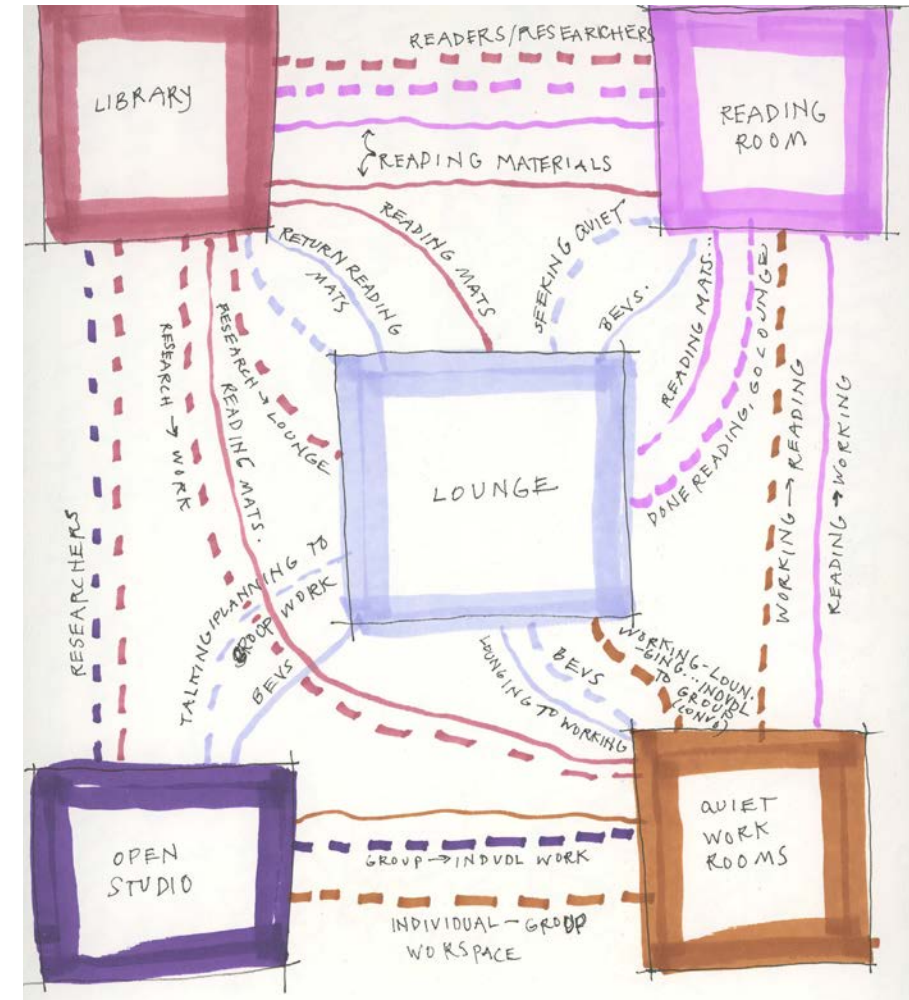 READERS/RESEARCHERS
LIBRARY
READING
ROOM
READING MATERIALS
RETURN READING
MATS
READING MATS
SEEKING QUIET
BEVS.
READING MATS..
DONE READING, GO LOUNGE
WORKING→READING
READING→WORKING
RESEARCH→WORK
READING MATS.
RESEARCH→LOUNGE
LOUNGE
RESEARCHERS
TALKING/PLANNING TO
GROUP WORK
BEVS
LOUNGING TO WORKING
BEVS
WORKING-LOUN.
-GING...INDVDL
TO GROUP
(CONVO)
OPEN
STUDIO
GROUP→INDVDL WORK
INDIVIDUAL—GROUP
WORKSPACE
QUIET
WORK
ROOMS